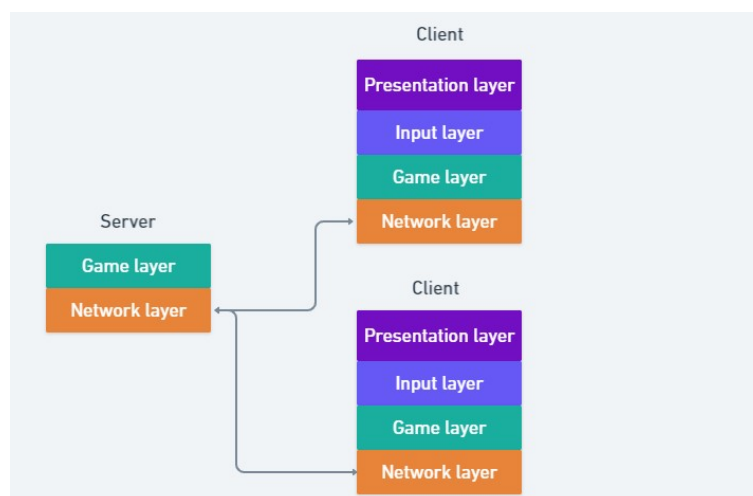 Client
Presentation layer
Input layer
Game layer
Network layer
Server
Game layer
Network layer
Client
Presentation layer
Input layer
Game layer
Network layer